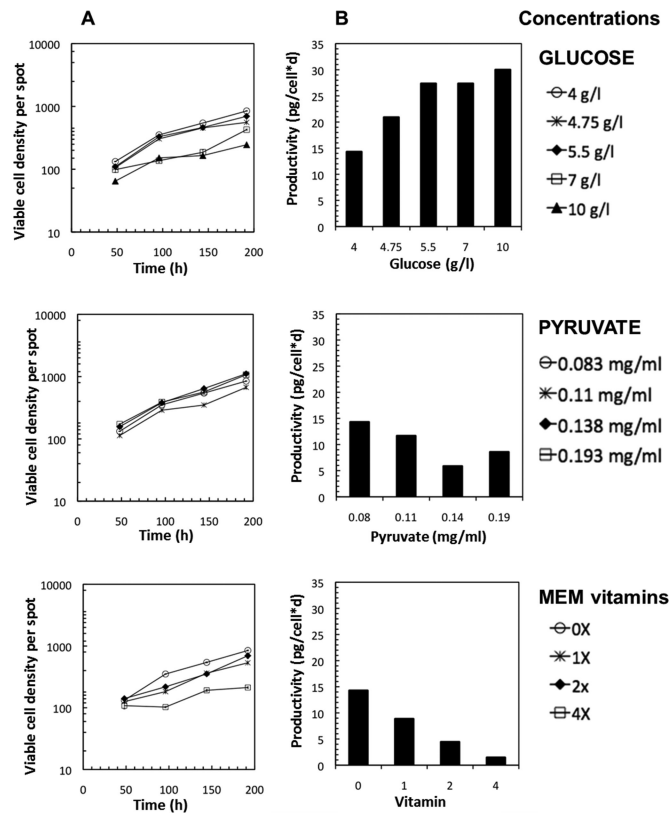 A B Concentrations
10000
1000
100
10
0 50 100 150 200
Time (h)
Viable cell density per spot
35
30
25
20
15
10
5
0
4 4.75 5.5 7 10
Glucose (g/l)
Productivity (pg/cell*d)
GLUCOSE
4 g/l
4.75 g/l
5.5 g/l
7 g/l
10 g/l
10000
1000
100
10
0 50 100 150 200
Time (h)
Viable cell density per spot
35
30
25
20
15
10
5
0
0.08 0.11 0.14 0.19
Pyruvate (mg/ml)
Productivity (pg/cell*d)
PYRUVATE
0.083 mg/ml
0.11 mg/ml
0.138 mg/ml
0.193 mg/ml
10000
1000
100
10
0 50 100 150 200
Time (h)
Viable cell density per spot
35
30
25
20
15
10
5
0
0 1 2 4
Vitamin
Productivity (pg/cell*d)
MEM vitamins
0X
1X
2x
4X